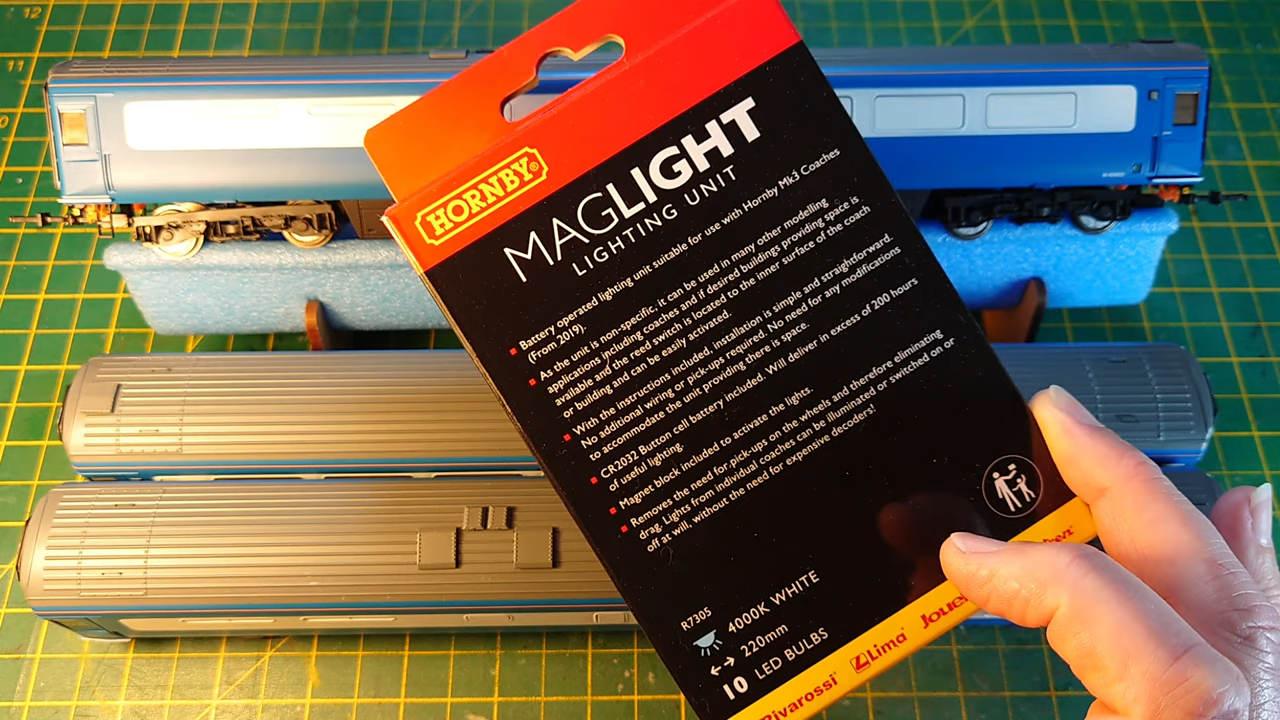 12
11
HORNBY®
MAGLIGHT
LIGHTING UNIT
Battery operated lighting unit suitable for use with Hornby Mk3 Coaches
(From 2019).
As the unit is non-specific, it can be used in many other modelling
applications including coaches and if desired buildings providing space is
available and the reed switch is located to the inner surface of the coach
or building and can be easily activated.
With the instructions included, installation is simple and straightforward.
No additional wiring or pick-ups required. No need for any modifications
to accommodate the unit providing there is space.
CR2032 Button cell battery included. Will deliver in excess of 200 hours
of useful lighting.
Magnet block included to activate the lights.
Removes the need for pick-ups on the wheels and therefore eliminating
drag. Lights from individual coaches can be illuminated or switched on or
off at will, without the need for expensive decoders!
R7305
4000K WHITE
220mm
10 LED BULBS
Rivarossi® Lima®